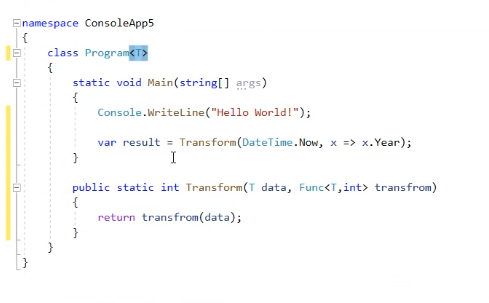 namespace ConsoleApp5
{
class Program<T>
{
static void Main(string[] args)
{
Console.WriteLine("Hello World!");
var result = Transform(DateTime.Now, x => x.Year);
}
public static int Transform(T data, Func<T,int> transfrom)
{
return transfrom(data);
}
}
}